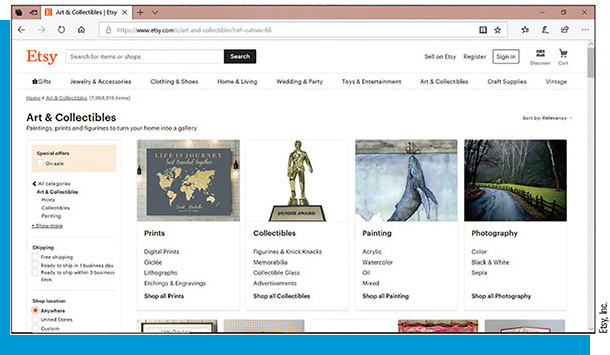 Art & Collectibles | Etsy
https://www.etsy.com/c/art-and-collectibles?ref=catnav-66
Etsy
Search for items or shops
Search
Sell on Etsy
Register
Sign in
Discover
Cart
Gifts
Jewelry & Accessories
Clothing & Shoes
Home & Living
Wedding & Party
Toys & Entertainment
Art & Collectibles
Craft Supplies
Vintage
Home > Art & Collectibles
Art & Collectibles
Paintings, prints and figurines to turn your home into a gallery
Sort by: Relevancy
Special offers
On sale
All categories
Art & Collectibles
Prints
Collectibles
Painting
+ Show more
Shipping
Free shipping
Ready to ship in 1 business day
Ready to ship within 3 business
days
Shop location
Anywhere
United States
Custom
LIFE IS A JOURNEY
best traveled together
Prints
Digital Prints
Giclée
Lithographs
Etchings & Engravings
Shop all Prints
DUNDIE AWARD
Collectibles
Figurines & Knick Knacks
Memorabilia
Collectible Glass
Advertisements
Shop all Collectibles
Painting
Acrylic
Watercolor
Oil
Mixed
Shop all Painting
Photography
Color
Black & White
Sepia
Shop all Photography
Etsy, Inc.